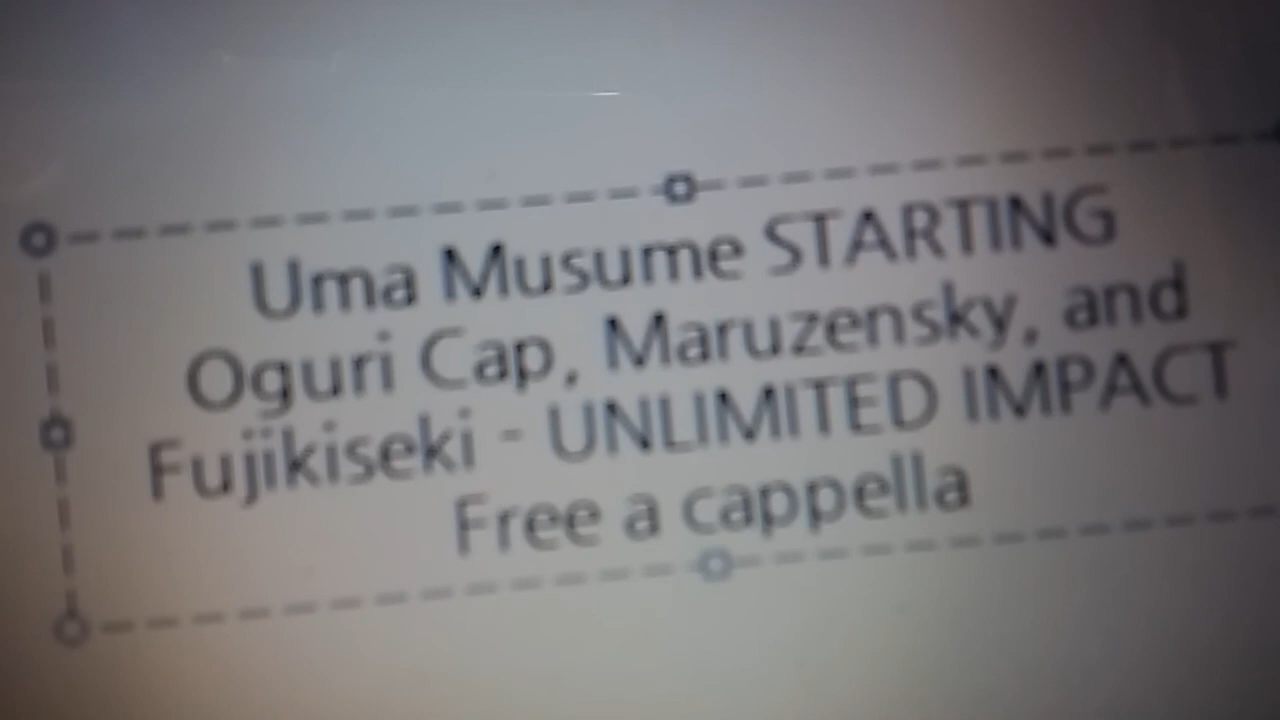 Uma Musume STARTING
Oguri Cap, Maruzensky, and
Fujikiseki - UNLIMITED IMPACT
Free a cappella